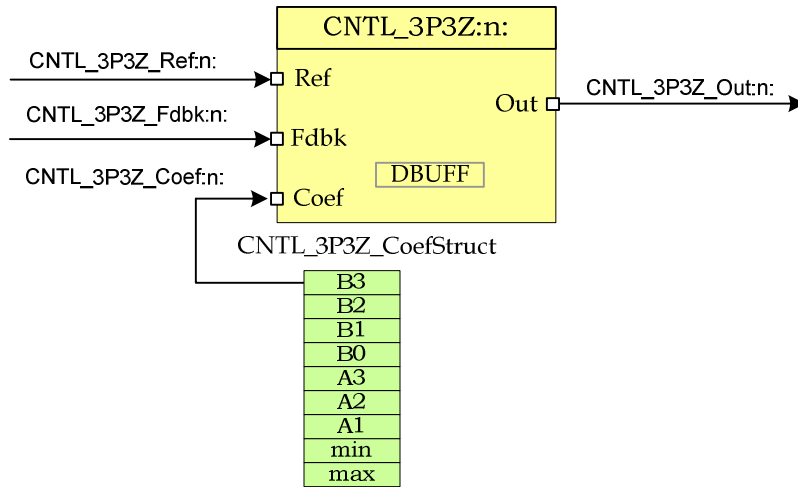 CNTL_3P3Z:n:
CNTL_3P3Z_Ref:n:
Ref
CNTL_3P3Z_Out:n:
Out
CNTL_3P3Z_Fdbk:n:
Fdbk
DBUFF
CNTL_3P3Z_Coef:n:
Coef
CNTL_3P3Z_CoefStruct
B3
B2
B1
B0
A3
A2
A1
min
max